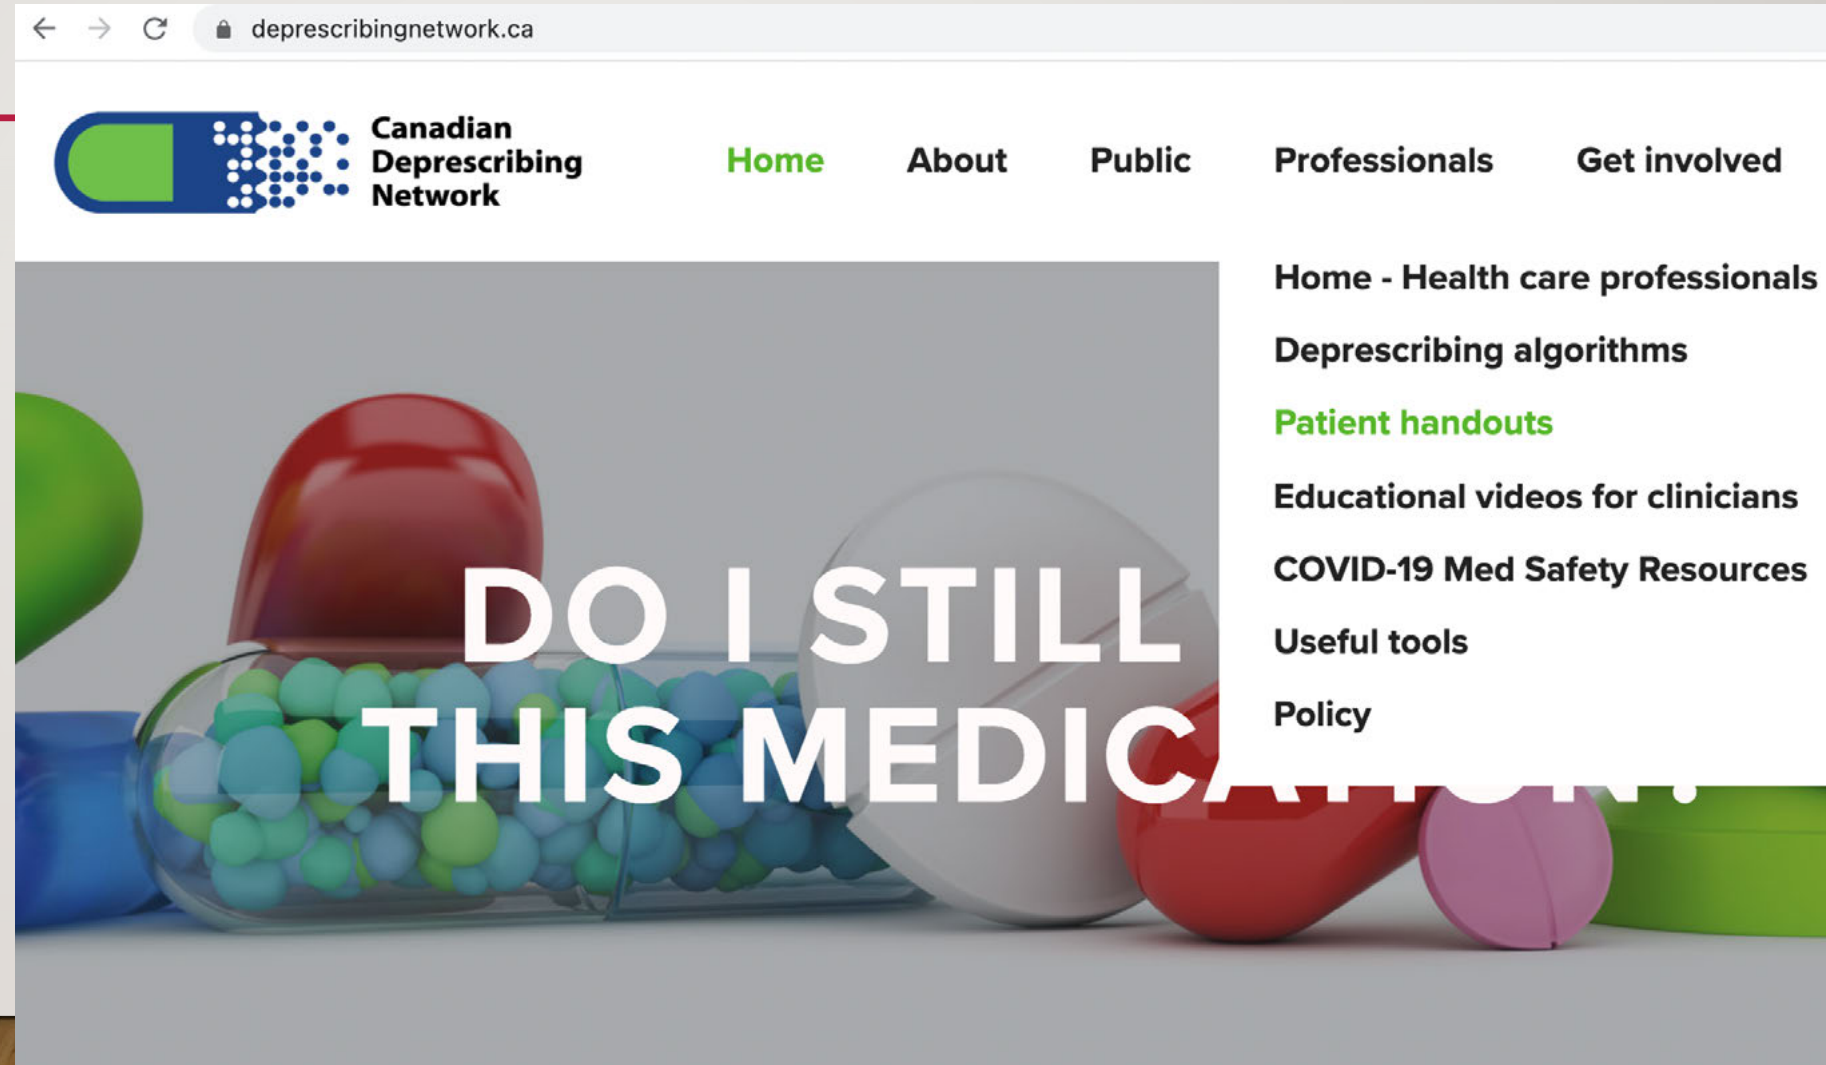 deprescribingnetwork.ca
Canadian
Deprescribing
Network
Home About Public Professionals Get involved
Home - Health care professionals
Deprescribing algorithms
Patient handouts
Educational videos for clinicians
COVID-19 Med Safety Resources
Useful tools
Policy
DO I STILL
THIS MEDICATION?